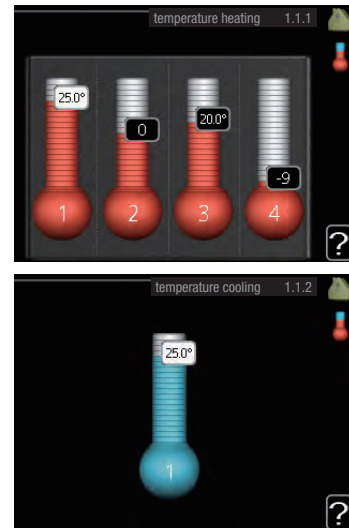 temperature heating 1.1.1
25.0°
0
20.0°
-9
1 2 3 4
?
temperature cooling 1.1.2
25.0°
1
?